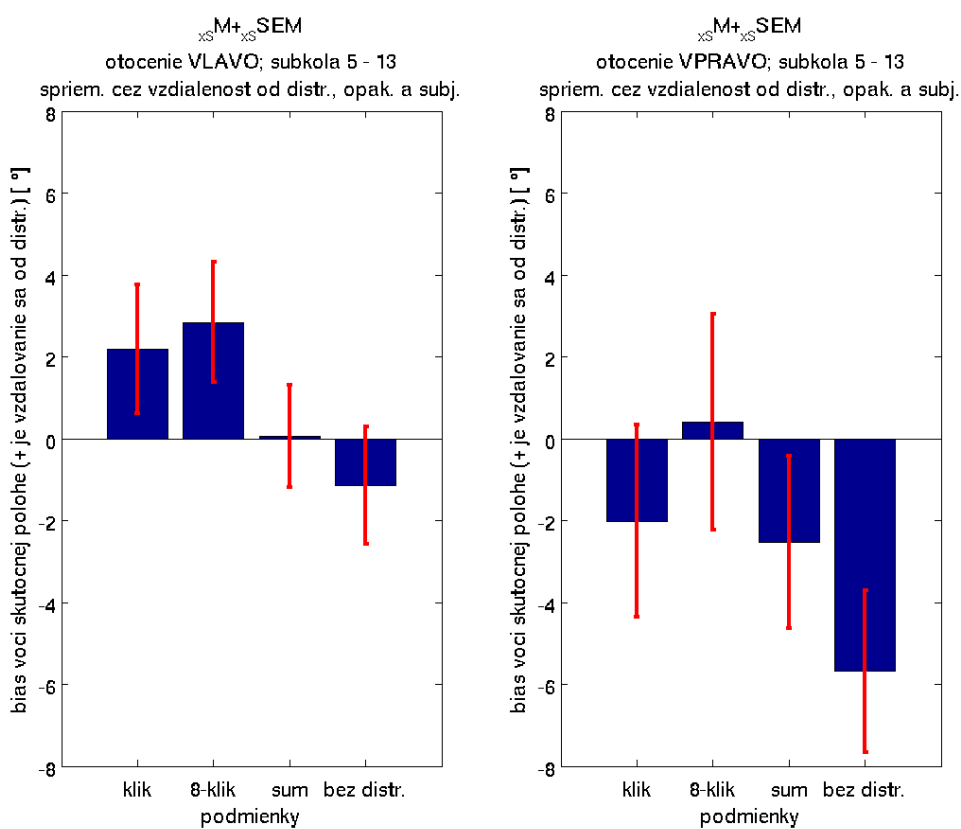 xSM+xSSEM
otocenie VLAVO; subkola 5 - 13
spriem. cez vzdialenost od distr., opak. a subj.
bias voci skutocnej polohe (+ je vzdalovanie sa od distr.) [ º]
8
6
4
2
0
-2
-4
-6
-8
klik 8-klik sum bez distr.
podmienky
xSM+xSSEM
otocenie VPRAVO; subkola 5 - 13
spriem. cez vzdialenost od distr., opak. a subj.
bias voci skutocnej polohe (+ je vzdalovanie sa od distr.) [ º]
8
6
4
2
0
-2
-4
-6
-8
klik 8-klik sum bez distr.
podmienky